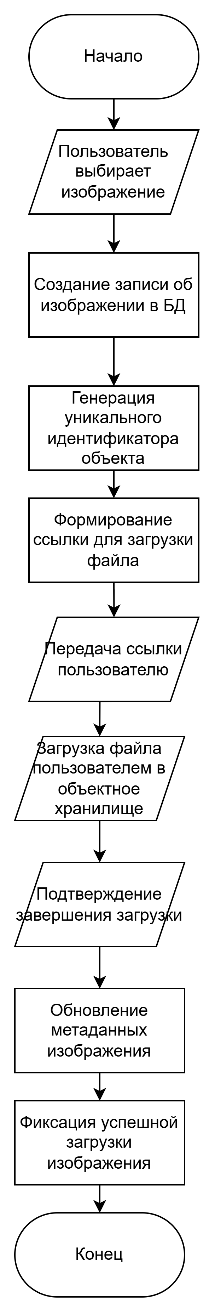 Начало
Пользователь
выбирает
изображение
Создание записи об
изображении в БД
Генерация
уникального
идентификатора
объекта
Формирование
ссылки для загрузки
файла
Передача ссылки
пользователю
Загрузка файла
пользователем в
объектное
хранилище
Подтверждение
завершения загрузки
Обновление
метаданных
изображения
Фиксация успешной
загрузки
изображения
Конец